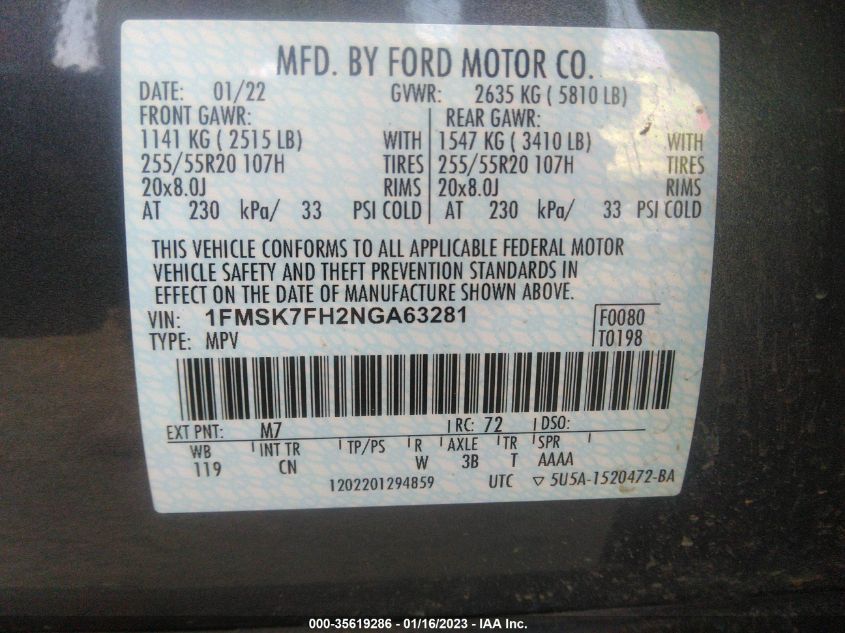 MFD. BY FORD MOTOR CO.
DATE: 01/22 GVWR: 2635 KG ( 5810 LB)
FRONT GAWR: REAR GAWR:
1141 KG ( 2515 LB) WITH 1547 KG ( 3410 LB) WITH
255/55R20 107H TIRES 255/55R20 107H TIRES
20x8.0J RIMS 20x8.0J RIMS
AT 230 kPa/ 33 PSI COLD AT 230 kPa/ 33 PSI COLD
THIS VEHICLE CONFORMS TO ALL APPLICABLE FEDERAL MOTOR
VEHICLE SAFETY AND THEFT PREVENTION STANDARDS IN
EFFECT ON THE DATE OF MANUFACTURE SHOWN ABOVE.
VIN: 1FMSK7FH2NGA63281 F0080
TYPE: MPV T0198
EXT PNT: M7 RC: 72 DSO:
WB INT TR TP/PS R AXLE TR SPR
119 CN W 3B T AAAA
1202201294859 UTC ▽ 5U5A-1520472-BA
000-35619286 - 01/16/2023 - IAA Inc.